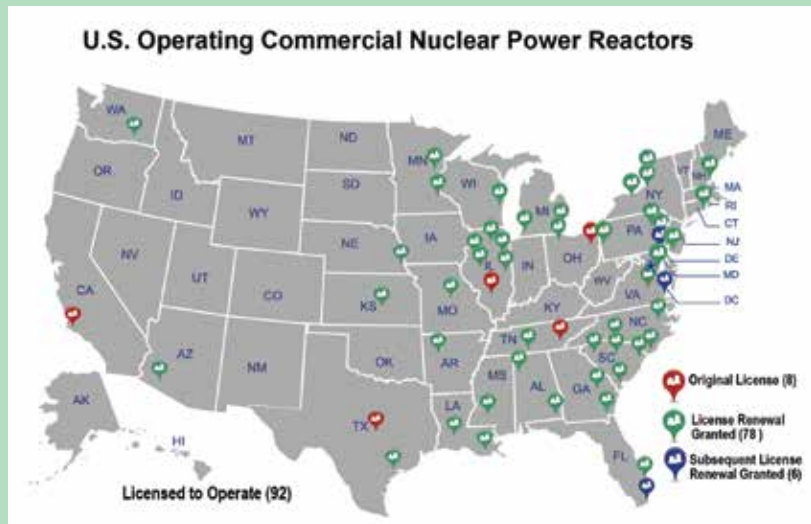 U.S. Operating Commercial Nuclear Power Reactors
WA
MT
ND
MN
ME
OR
ID
SD
WI
MI
VT
NH
NY
MA
RI
CT
WY
NE
IA
PA
NJ
NV
UT
CO
IL
IN
OH
WV
DE
MD
DC
CA
KS
MO
KY
VA
AZ
NM
OK
AR
TN
NC
SC
MS
AL
GA
TX
LA
FL
AK
HI
Original License (8)
License Renewal
Granted (78 )
Subsequent License
Renewal Granted (6)
Licensed to Operate (92)